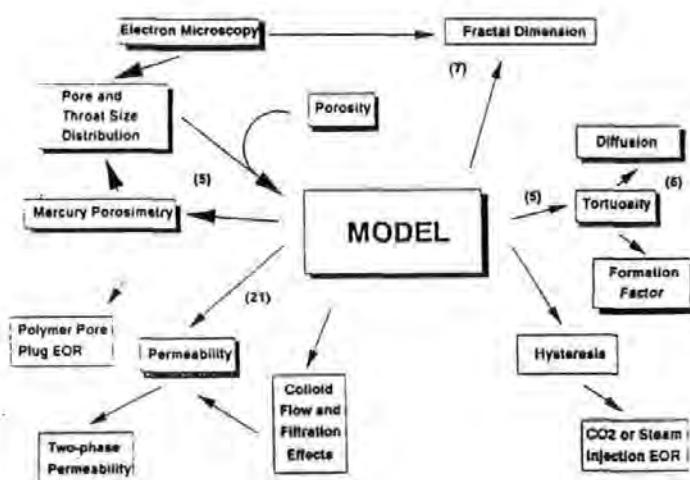 Electron Microscopy
Fractal Dimension
(7)
Pore and
Throat Size
Distribution
Porosity
Diffusion
(5)
(6)
Mercury Porosimetry
MODEL
(5)
Tortuosity
Formation
Factor
(21)
Polymer Pore
Plug EOR
Permeability
Hysteresis
Colloid
Flow and
Filtration
Effects
Two-phase
Permeability
CO2 or Steam
Injection EOR